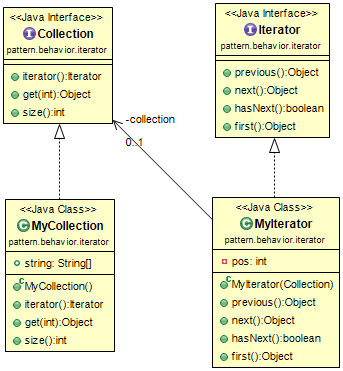 <<Java Interface>>
Collection
pattern.behavior.iterator
iterator():Iterator
get(int):Object
size():int
<<Java Interface>>
Iterator
pattern.behavior.iterator
previous():Object
next():Object
hasNext():boolean
first():Object
-collection
0..1
<<Java Class>>
MyCollection
pattern.behavior.iterator
string: String[]
MyCollection()
iterator():Iterator
get(int):Object
size():int
<<Java Class>>
MyIterator
pattern.behavior.iterator
pos: int
MyIterator(Collection)
previous():Object
next():Object
hasNext():boolean
first():Object